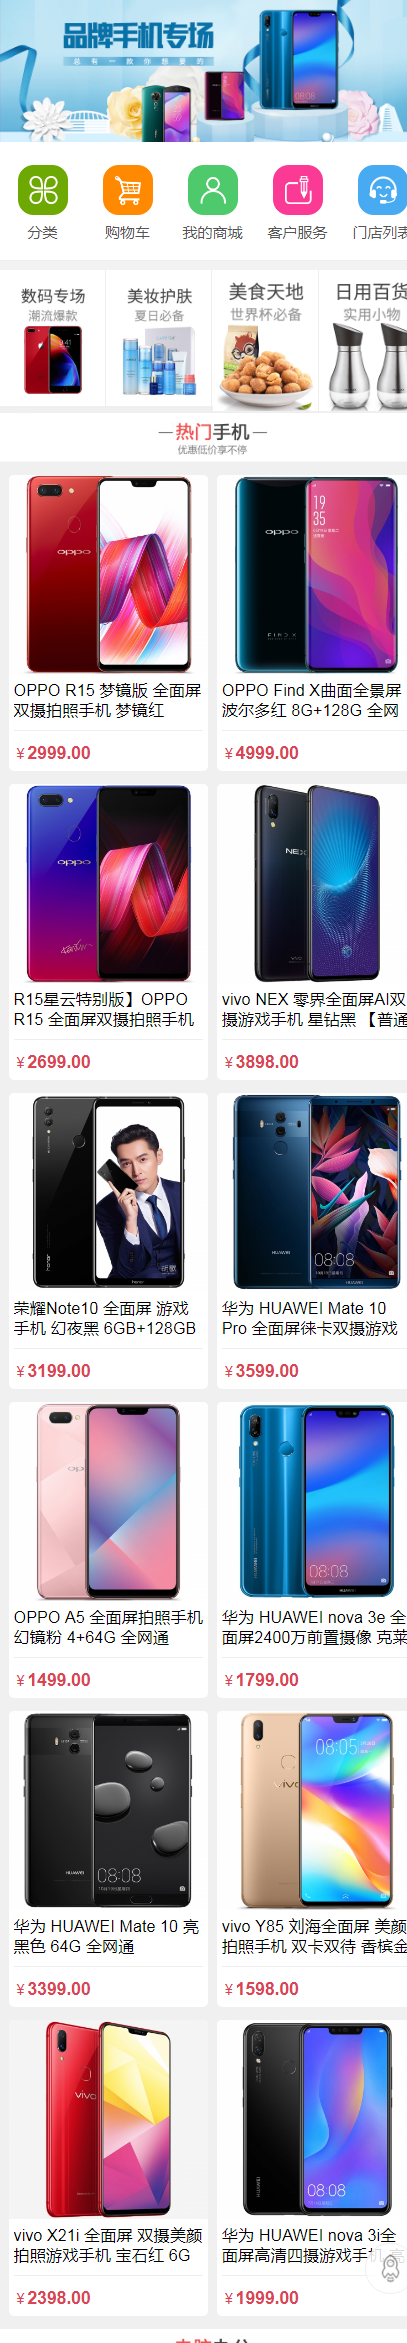 品牌手机专场
总有一款你想要的
分类
购物车
我的商城
客户服务
门店列表
数码专场
潮流爆款
美妆护肤
夏日必备
美食天地
世界杯必备
日用百货
实用小物
热门手机
优惠低价享不停
OPPO R15 梦镜版 全面屏
双摄拍照手机 梦镜红
¥2999.00
OPPO Find X曲面全景屏
波尔多红 8G+128G 全网
¥4999.00
R15星云特别版】OPPO
R15 全面屏双摄拍照手机
¥2699.00
vivo NEX 零界全面屏AI双
摄游戏手机 星钻黑 【普通
¥3898.00
荣耀Note10 全面屏 游戏
手机 幻夜黑 6GB+128GB
¥3199.00
华为 HUAWEI Mate 10
Pro 全面屏徕卡双摄游戏
¥3599.00
OPPO A5 全面屏拍照手机
幻镜粉 4+64G 全网通
¥1499.00
华为 HUAWEI nova 3e 全
面屏2400万前置摄像 克莱
¥1799.00
华为 HUAWEI Mate 10 亮
黑色 64G 全网通
¥3399.00
vivo Y85 刘海全面屏 美颜
拍照手机 双卡双待 香槟金
¥1598.00
vivo X21i 全面屏 双摄美颜
拍照游戏手机 宝石红 6G
¥2398.00
华为 HUAWEI nova 3i全
面屏高清四摄游戏手机 亮
¥1999.00